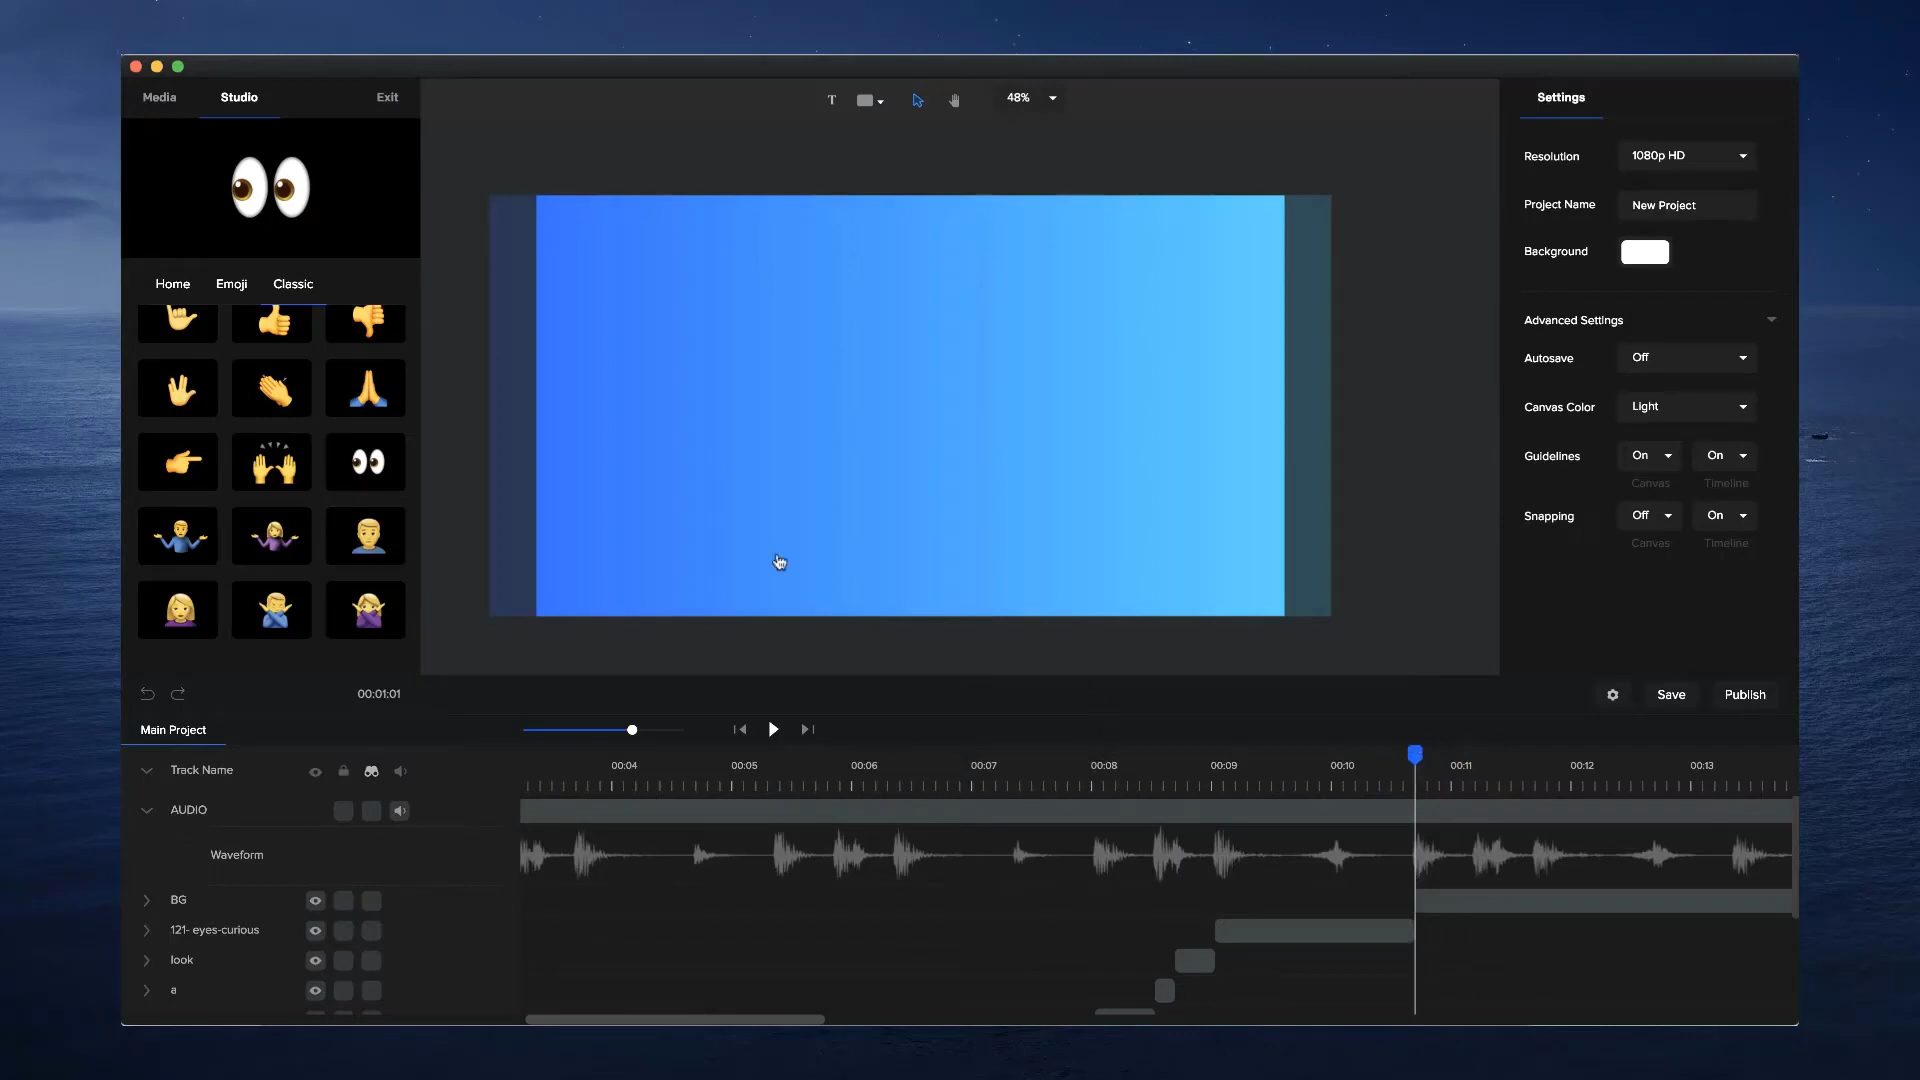 Media Studio Exit
T 48%
Settings
Resolution 1080p HD
Project Name New Project
Background
Home Emoji Classic
Advanced Settings
Autosave Off
Canvas Color Light
Guidelines On On
Canvas Timeline
Snapping Off On
Canvas Timeline
00:01:01
Save Publish
Main Project
Track Name
00:04 00:05 00:06 00:07 00:08 00:09 00:10 00:11 00:12 00:13
AUDIO
Waveform
BG
121- eyes-curious
look
a